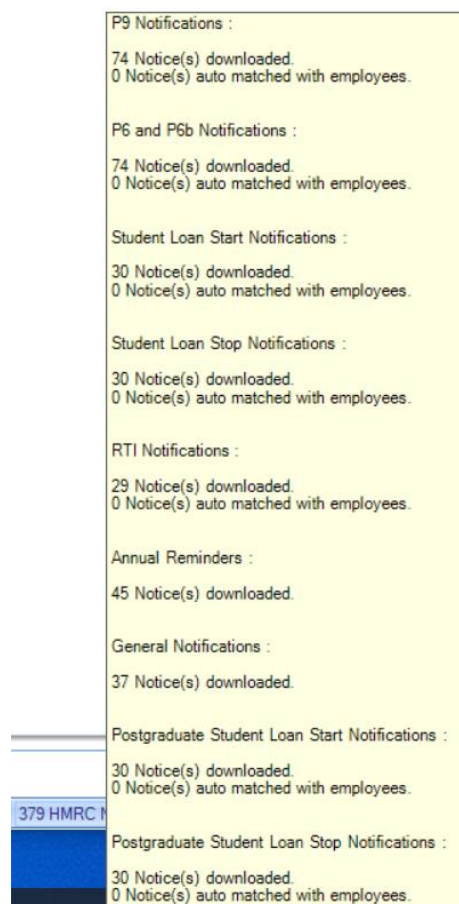 P9 Notifications :
74 Notice(s) downloaded.
0 Notice(s) auto matched with employees.
P6 and P6b Notifications :
74 Notice(s) downloaded.
0 Notice(s) auto matched with employees.
Student Loan Start Notifications :
30 Notice(s) downloaded.
0 Notice(s) auto matched with employees.
Student Loan Stop Notifications :
30 Notice(s) downloaded.
0 Notice(s) auto matched with employees.
RTI Notifications :
29 Notice(s) downloaded.
0 Notice(s) auto matched with employees.
Annual Reminders :
45 Notice(s) downloaded.
General Notifications :
37 Notice(s) downloaded.
Postgraduate Student Loan Start Notifications :
30 Notice(s) downloaded.
0 Notice(s) auto matched with employees.
379 HMRC
Postgraduate Student Loan Stop Notifications :
30 Notice(s) downloaded.
0 Notice(s) auto matched with employees.